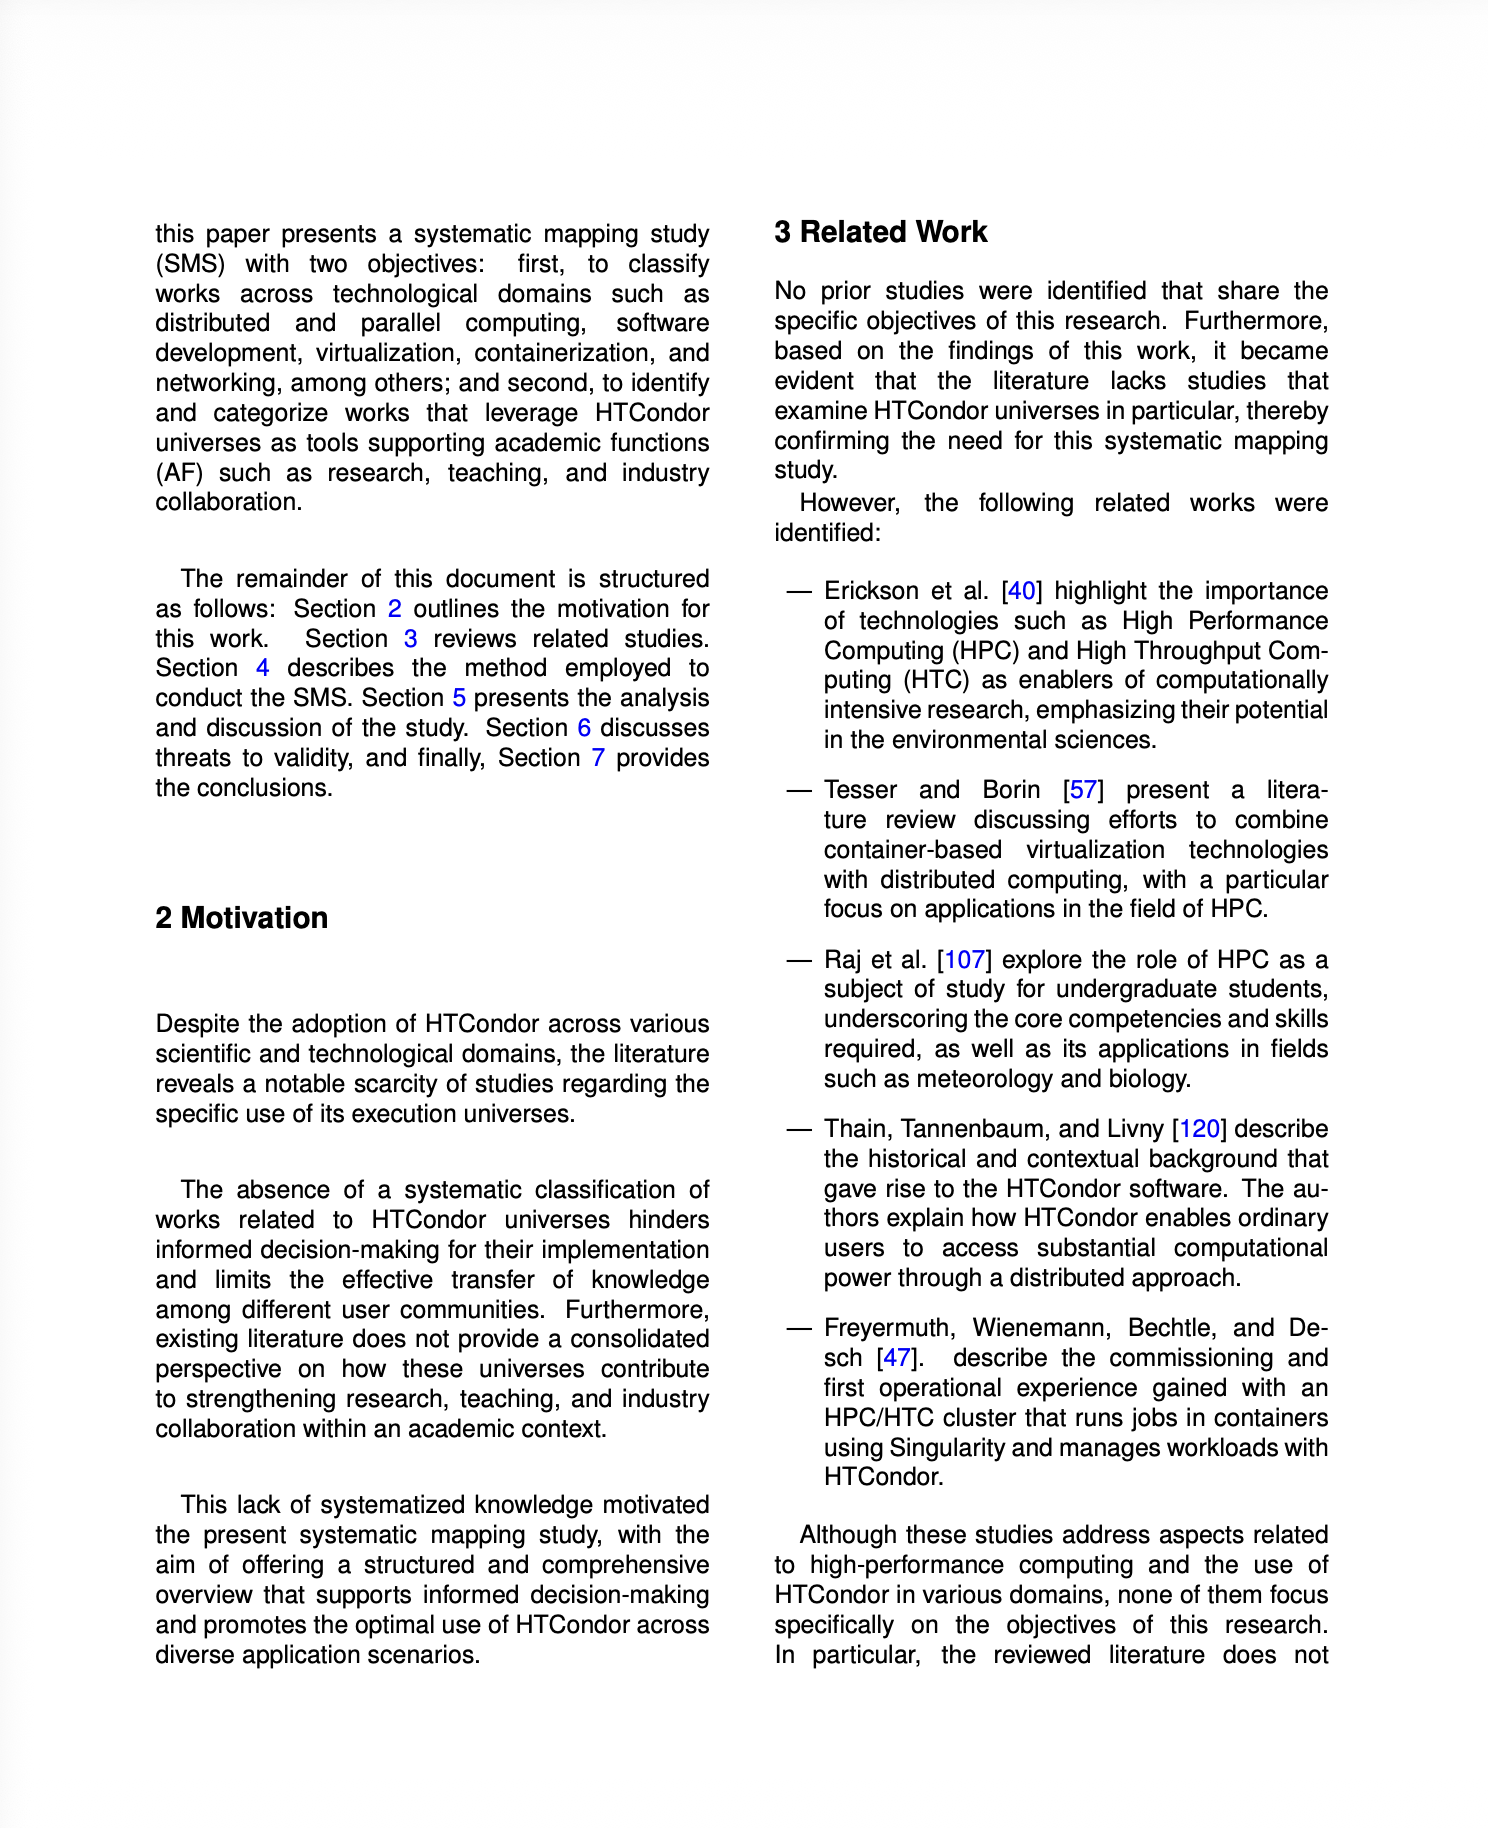 this paper presents a systematic mapping study
(SMS) with two objectives: first, to classify
works across technological domains such as
distributed and parallel computing, software
development, virtualization, containerization, and
networking, among others; and second, to identify
and categorize works that leverage HTCondor
universes as tools supporting academic functions
(AF) such as research, teaching, and industry
collaboration.
The remainder of this document is structured
as follows: Section 2 outlines the motivation for
this work. Section 3 reviews related studies.
Section 4 describes the method employed to
conduct the SMS. Section 5 presents the analysis
and discussion of the study. Section 6 discusses
threats to validity, and finally, Section 7 provides
the conclusions.
2 Motivation
Despite the adoption of HTCondor across various
scientific and technological domains, the literature
reveals a notable scarcity of studies regarding the
specific use of its execution universes.
The absence of a systematic classification of
works related to HTCondor universes hinders
informed decision-making for their implementation
and limits the effective transfer of knowledge
among different user communities. Furthermore,
existing literature does not provide a consolidated
perspective on how these universes contribute
to strengthening research, teaching, and industry
collaboration within an academic context.
This lack of systematized knowledge motivated
the present systematic mapping study, with the
aim of offering a structured and comprehensive
overview that supports informed decision-making
and promotes the optimal use of HTCondor across
diverse application scenarios.
3 Related Work
No prior studies were identified that share the
specific objectives of this research. Furthermore,
based on the findings of this work, it became
evident that the literature lacks studies that
examine HTCondor universes in particular, thereby
confirming the need for this systematic mapping
study.
However, the following related works were
identified:
— Erickson et al. [40] highlight the importance
of technologies such as High Performance
Computing (HPC) and High Throughput Com-
puting (HTC) as enablers of computationally
intensive research, emphasizing their potential
in the environmental sciences.
— Tesser and Borin [57] present a litera-
ture review discussing efforts to combine
container-based virtualization technologies
with distributed computing, with a particular
focus on applications in the field of HPC.
— Raj et al. [107] explore the role of HPC as a
subject of study for undergraduate students,
underscoring the core competencies and skills
required, as well as its applications in fields
such as meteorology and biology.
— Thain, Tannenbaum, and Livny [120] describe
the historical and contextual background that
gave rise to the HTCondor software. The au-
thors explain how HTCondor enables ordinary
users to access substantial computational
power through a distributed approach.
— Freyermuth, Wienemann, Bechtle, and De-
sch [47]. describe the commissioning and
first operational experience gained with an
HPC/HTC cluster that runs jobs in containers
using Singularity and manages workloads with
HTCondor.
Although these studies address aspects related
to high-performance computing and the use of
HTCondor in various domains, none of them focus
specifically on the objectives of this research.
In particular, the reviewed literature does not